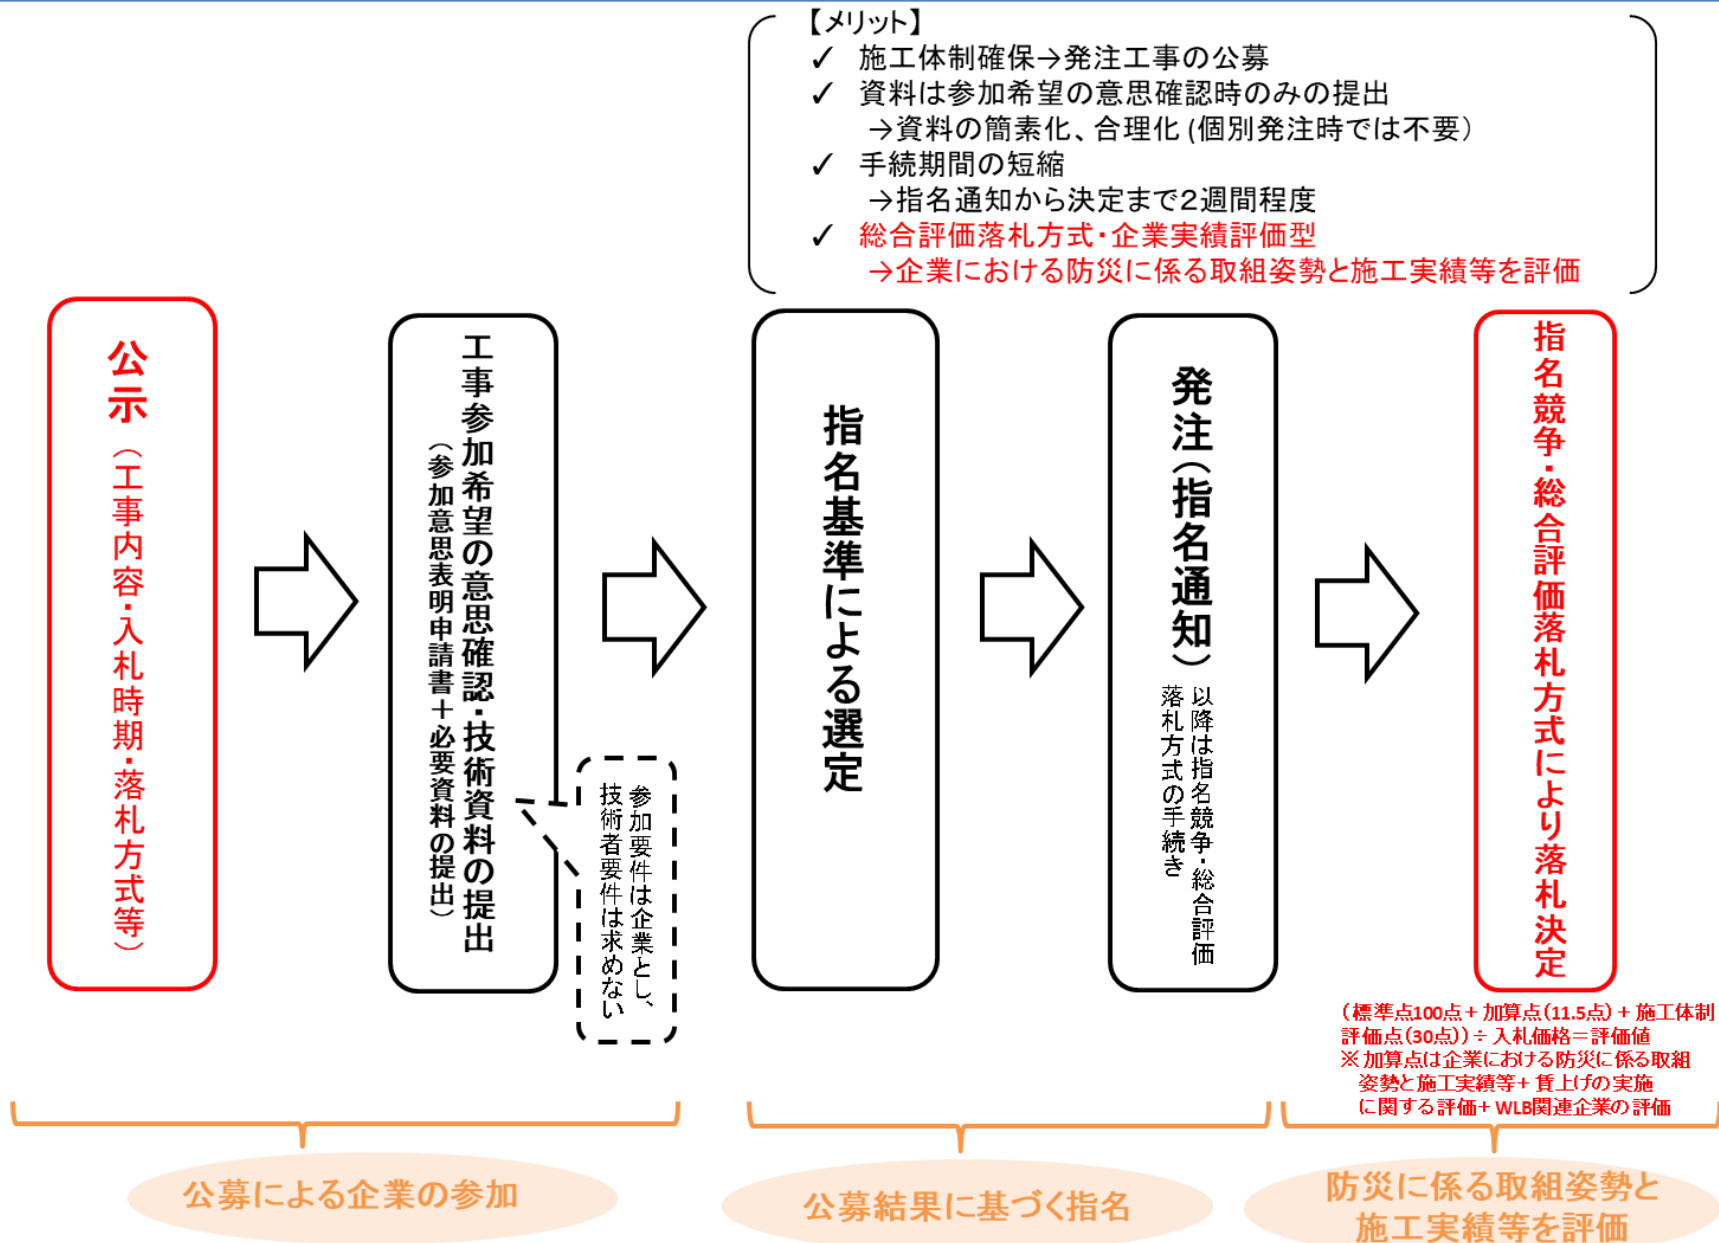 【メリット】
✓ 施工体制確保→発注工事の公募
✓ 資料は参加希望の意思確認時のみの提出
→資料の簡素化、合理化 (個別発注時では不要)
✓ 手続期間の短縮
→指名通知から決定まで2週間程度
✓ 総合評価落札方式・企業実績評価型
→企業における防災に係る取組姿勢と施工実績等を評価
公示(工事内容・入札時期・落札方式等)
工事参加希望の意思確認・技術資料の提出
(参加意思表明申請書+必要資料の提出)
参加要件は企業とし、
技術者要件は求めない
指名基準による選定
発注(指名通知)
以降は指名競争・総合評価
落札方式の手続き
指名競争・総合評価落札方式により落札決定
(標準点100点+加算点(11.5点)+施工体制
評価点(30点))÷入札価格=評価値
※加算点は企業における防災に係る取組
姿勢と施工実績等+賃上げの実施
に関する評価+WLB関連企業の評価
公募による企業の参加
公募結果に基づく指名
防災に係る取組姿勢と
施工実績等を評価